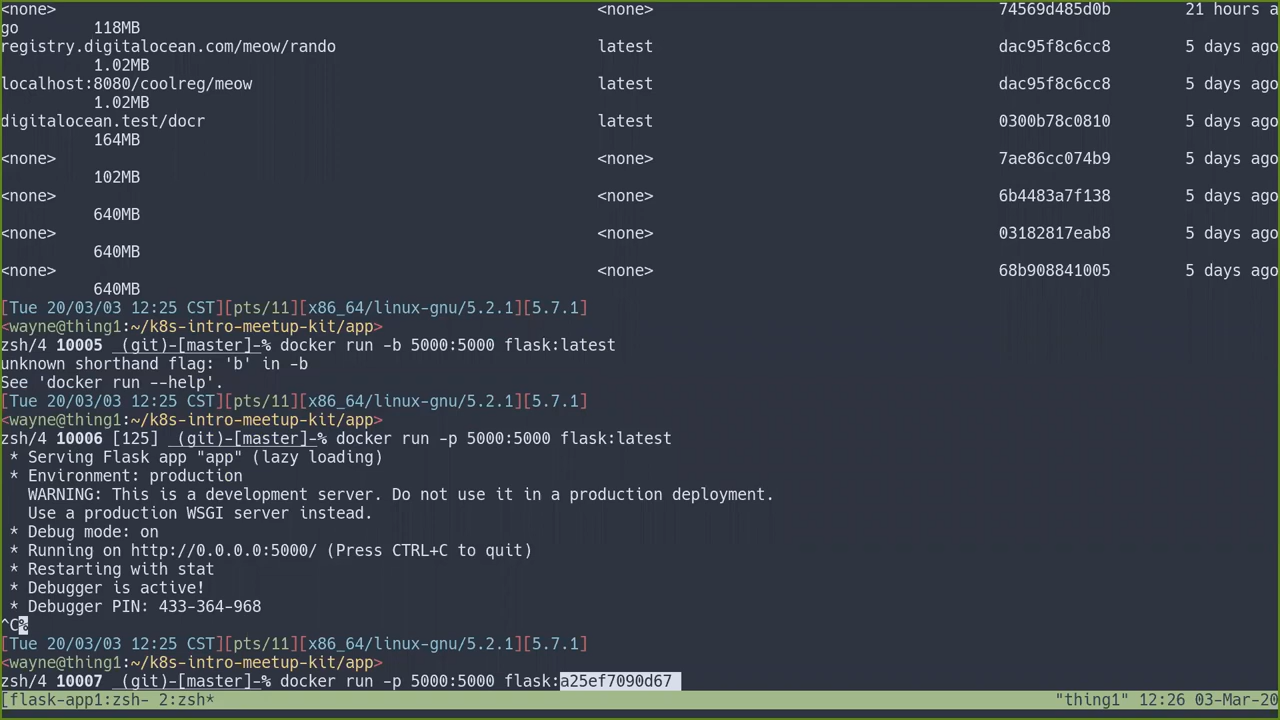 <none> <none> 74569d485d0b 21 hours a
go 118MB
registry.digitalocean.com/meow/rando latest dac95f8c6cc8 5 days ago
1.02MB
localhost:8080/coolreg/meow latest dac95f8c6cc8 5 days ago
1.02MB
digitalocean.test/docr latest 0300b78c0810 5 days ago
164MB
<none> <none> 7ae86cc074b9 5 days ago
102MB
<none> <none> 6b4483a7f138 5 days ago
640MB
<none> <none> 03182817eab8 5 days ago
640MB
<none> <none> 68b908841005 5 days ago
640MB
[Tue 20/03/03 12:25 CST][pts/11][x86_64/linux-gnu/5.2.1][5.7.1]
<wayne@thing1:~/k8s-intro-meetup-kit/app>
zsh/4 10005 _(git)-[master]-% docker run -b 5000:5000 flask:latest
unknown shorthand flag: 'b' in -b
See 'docker run --help'.
[Tue 20/03/03 12:25 CST][pts/11][x86_64/linux-gnu/5.2.1][5.7.1]
<wayne@thing1:~/k8s-intro-meetup-kit/app>
zsh/4 10006 [125] _(git)-[master]-% docker run -p 5000:5000 flask:latest
* Serving Flask app "app" (lazy loading)
* Environment: production
WARNING: This is a development server. Do not use it in a production deployment.
Use a production WSGI server instead.
* Debug mode: on
* Running on http://0.0.0.0:5000/ (Press CTRL+C to quit)
* Restarting with stat
* Debugger is active!
* Debugger PIN: 433-364-968
^C%
[Tue 20/03/03 12:25 CST][pts/11][x86_64/linux-gnu/5.2.1][5.7.1]
<wayne@thing1:~/k8s-intro-meetup-kit/app>
zsh/4 10007 _(git)-[master]-% docker run -p 5000:5000 flask:a25ef7090d67
[flask-app1:zsh- 2:zsh* "thing1" 12:26 03-Mar-20